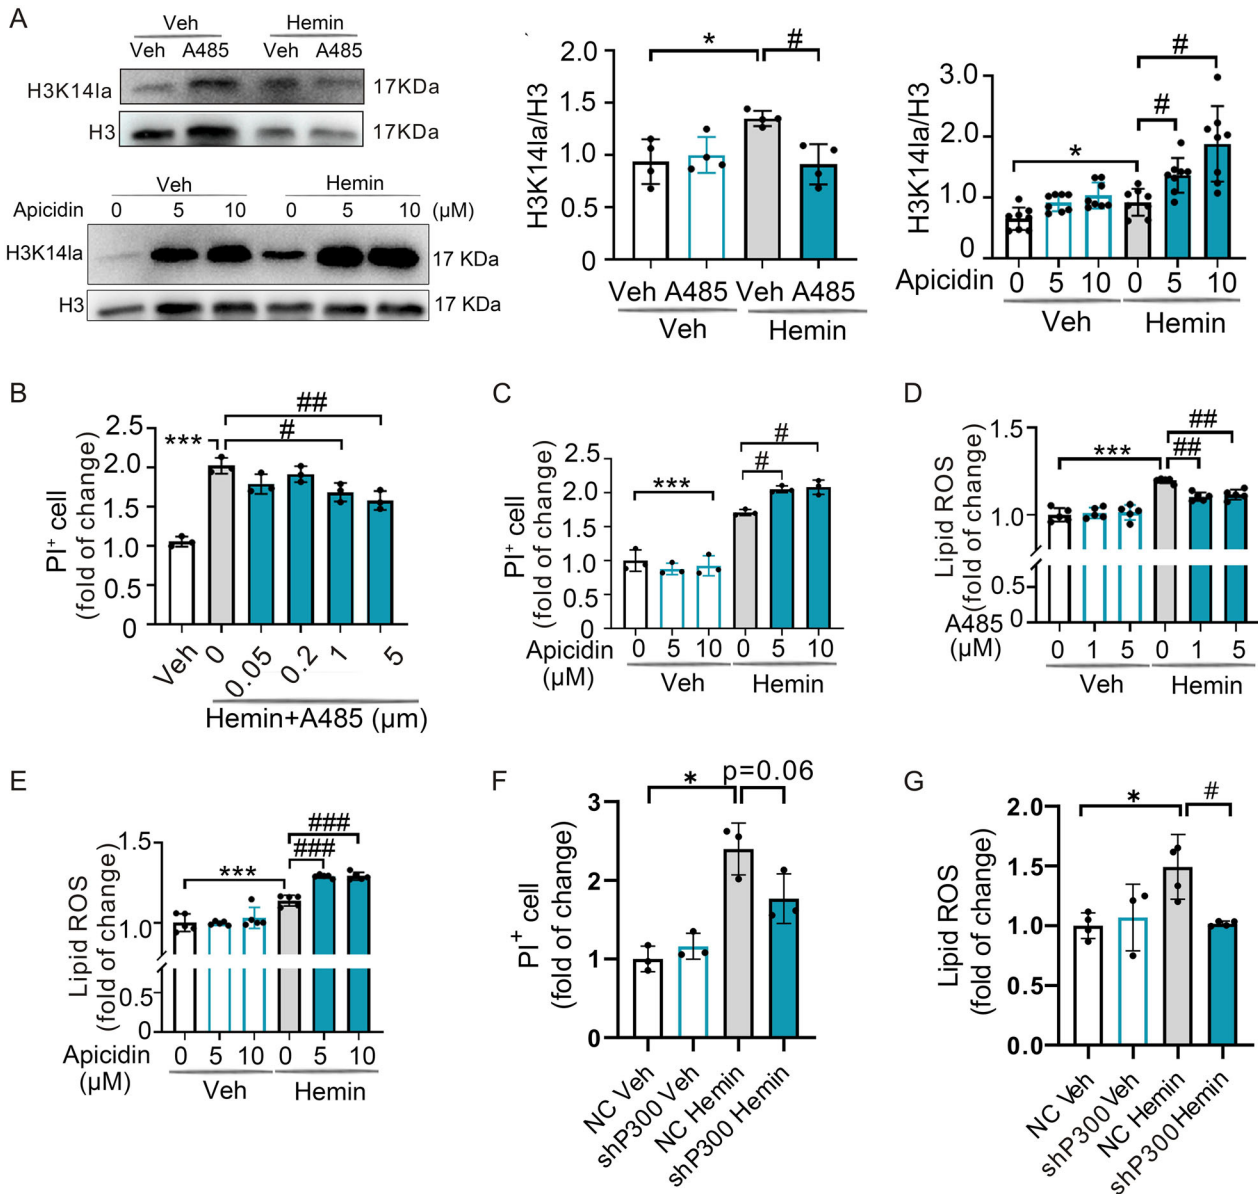 A
Veh Hemin
Veh A485 Veh A485
H3K14la 17KDa
H3 17KDa
Veh Hemin
Apicidin 0 5 10 0 5 10 (μM)
H3K14la 17 KDa
H3 17 KDa
H3K14la/H3
2.0
1.5
1.0
0.5
0
* #
Veh A485 Veh A485
Veh Hemin
H3K14la/H3
3.0
2.0
1.0
0
* # #
Apicidin 0 5 10 0 5 10
Veh Hemin
B
PI+ cell
(fold of change)
2.5
2.0
1.5
1.0
0.5
0
*** # ##
Veh 0 0.05 0.2 1 5
Hemin+A485 (μm)
C
PI+ cell
(fold of change)
2.5
2.0
1.5
1.0
0.5
0
*** # #
Apicidin 0 5 10 0 5 10
(μM)
Veh Hemin
D
Lipid ROS
(fold of change)
1.5
1.0
0.5
0
*** ## ##
A485
(μM) 0 1 5 0 1 5
Veh Hemin
E
Lipid ROS
(fold of change)
1.5
1.0
0.5
0
*** ### ###
Apicidin 0 5 10 0 5 10
(μM)
Veh Hemin
F
PI+ cell
(fold of change)
3
2
1
0
* p=0.06
NC Veh
shP300 Veh
NC Hemin
shP300 Hemin
G
Lipid ROS
(fold of change)
2.0
1.5
1.0
0.5
0.0
* #
NC Veh
shP300 Veh
NC Hemin
shP300 Hemin